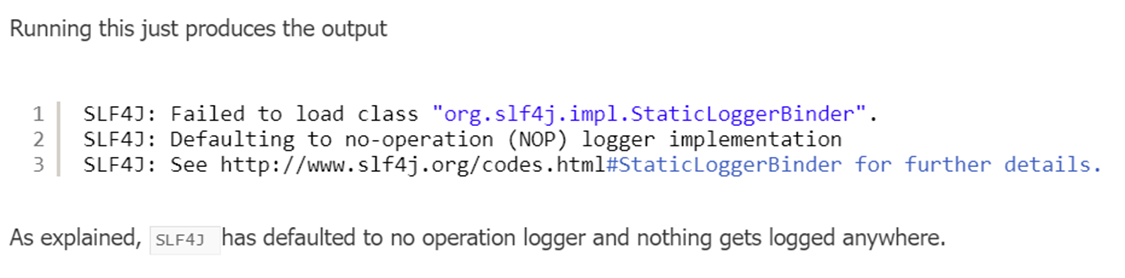 Running this just produces the output
1 SLF4J: Failed to load class "org.slf4j.impl.StaticLoggerBinder".
2 SLF4J: Defaulting to no-operation (NOP) logger implementation
3 SLF4J: See http://www.slf4j.org/codes.html#StaticLoggerBinder for further details.
As explained, SLF4J has defaulted to no operation logger and nothing gets logged anywhere.